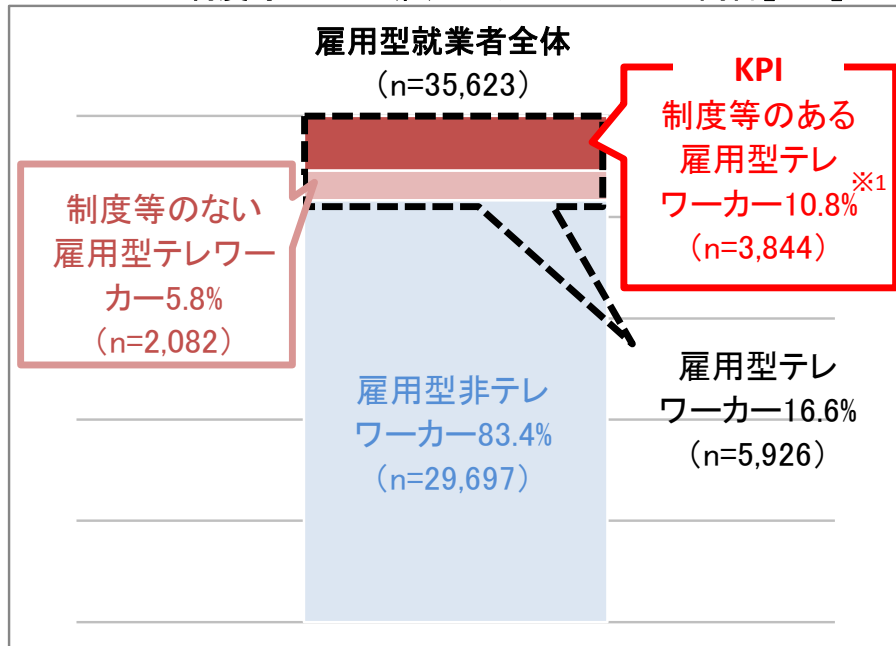 雇用型就業者全体
（n=35,623）
KPI
制度等のある
雇用型テレ
ワーカー10.8%※1
（n=3,844）
制度等のない
雇用型テレワー
カー5.8%
（n=2,082）
雇用型テレ
ワーカー16.6%
（n=5,926）
雇用型非テレ
ワーカー83.4%
（n=29,697）